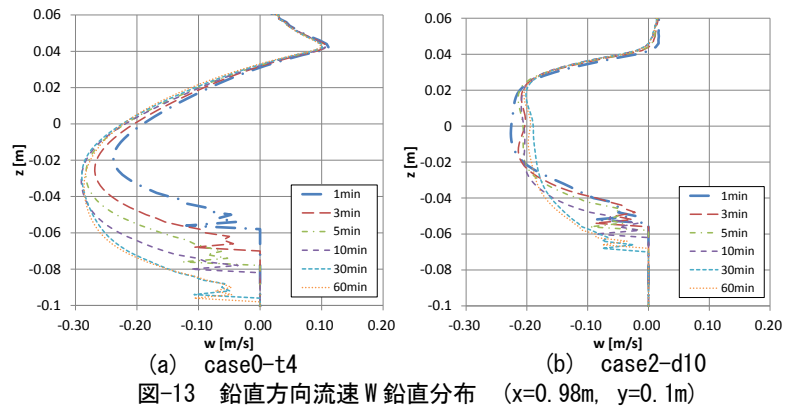 0.06
0.04
0.02
0
-0.02
-0.04
-0.06
-0.08
-0.1
z [m]
-0.30 -0.20 -0.10 0.00 0.10 0.20
w [m/s]
1min
3min
5min
10min
30min
60min
(a) case0-t4
0.06
0.04
0.02
0
-0.02
-0.04
-0.06
-0.08
-0.1
z [m]
-0.30 -0.20 -0.10 0.00 0.10 0.20
w [m/s]
1min
3min
5min
10min
30min
60min
(b) case2-d10
図-13 鉛直方向流速 W 鉛直分布 (x=0.98m, y=0.1m)